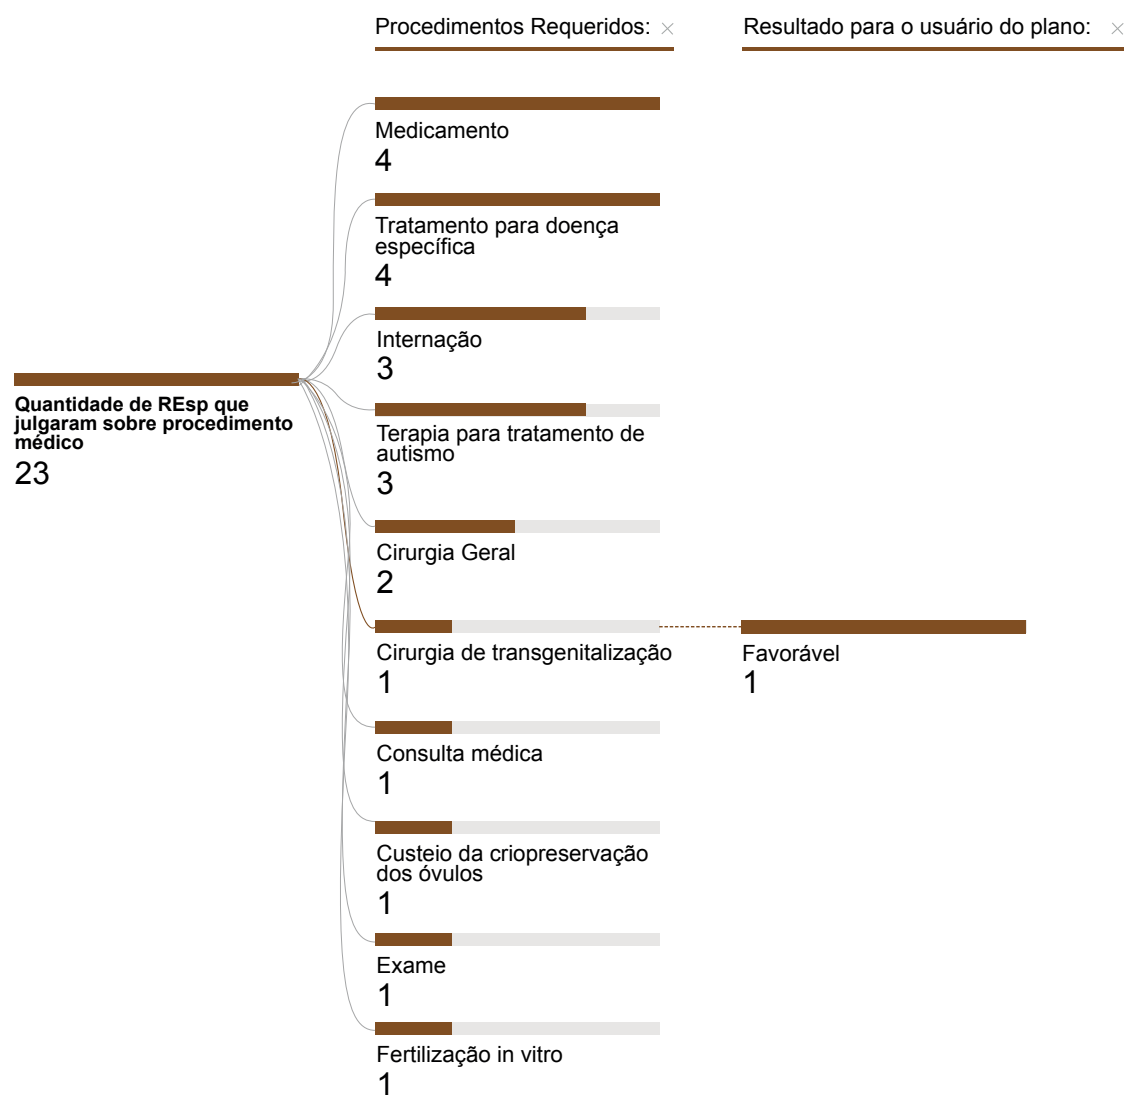 Procedimentos Requeridos:
Resultado para o usuário do plano:
Quantidade de REsp que
julgaram sobre procedimento
médico
23
Medicamento
4
Tratamento para doença
específica
4
Internação
3
Terapia para tratamento de
autismo
3
Cirurgia Geral
2
Cirurgia de transgenitalização
1
Favorável
1
Consulta médica
1
Custeio da criopreservação
dos óvulos
1
Exame
1
Fertilização in vitro
1